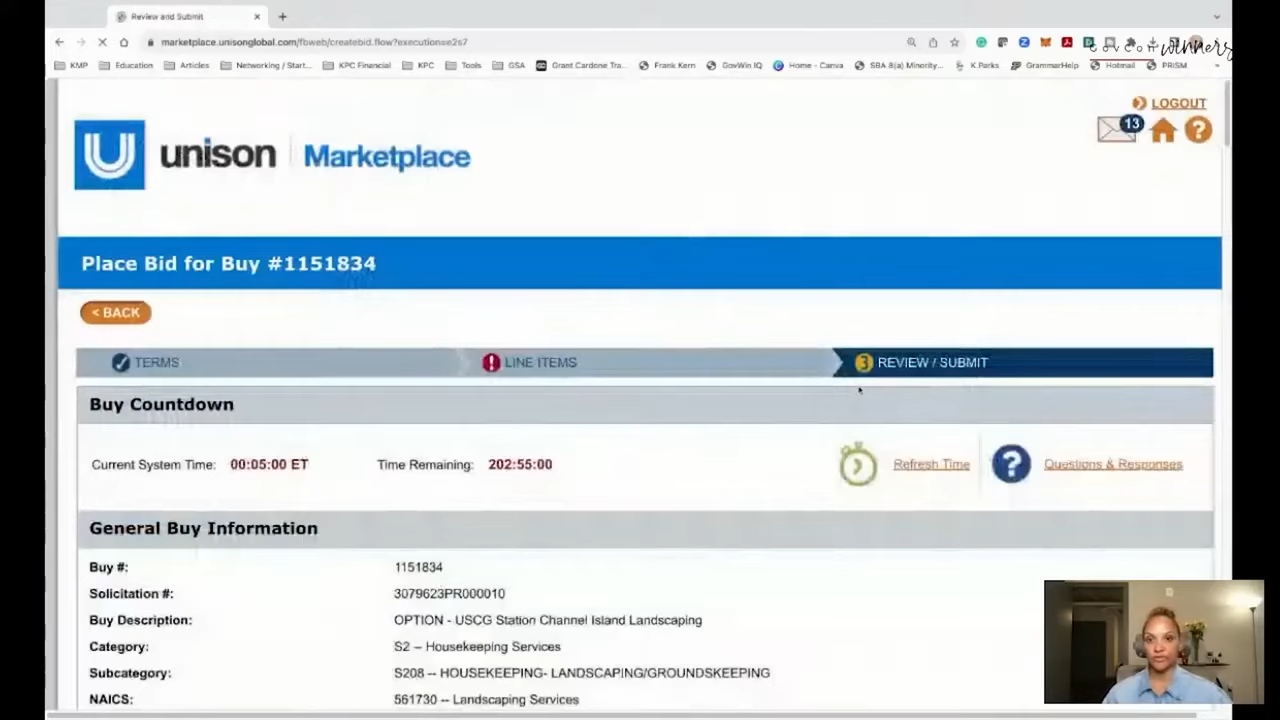 Review and Submit
marketplace.unisonglobal.com/fbweb/createbid.flow?execution=e2s7
KMP Education Articles Networking / Start... KPC Financial KPC Tools GSA Grant Cardone Tra... Frank Kern GovWin IQ Home - Canva SBA 8(a) Minority... K.Parks GrammarHelp Hotmail PRISM
winners
LOGOUT
13
unison Marketplace
Place Bid for Buy #1151834
< BACK
TERMS LINE ITEMS 3 REVIEW / SUBMIT
Buy Countdown
Current System Time: 00:05:00 ET Time Remaining: 202:55:00 Refresh Time Questions & Responses
General Buy Information
Buy #: 1151834
Solicitation #: 3079623PR000010
Buy Description: OPTION - USCG Station Channel Island Landscaping
Category: S2 -- Housekeeping Services
Subcategory: S208 -- HOUSEKEEPING- LANDSCAPING/GROUNDSKEEPING
NAICS: 561730 -- Landscaping Services